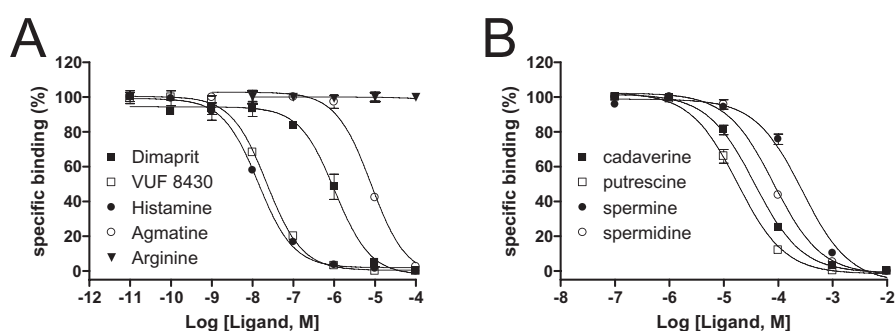 A
specific binding (%)
120
100
80
60
40
20
0
Dimaprit
VUF 8430
Histamine
Agmatine
Arginine
-12 -11 -10 -9 -8 -7 -6 -5 -4
Log [Ligand, M]
B
specific binding (%)
120
100
80
60
40
20
0
cadaverine
putrescine
spermine
spermidine
-8 -7 -6 -5 -4 -3 -2
Log [Ligand, M]